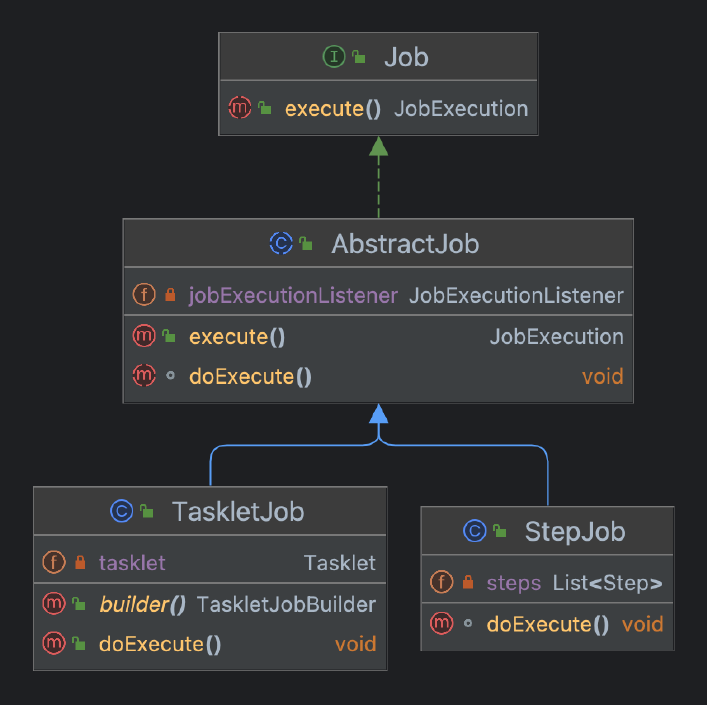 I Job
m execute() JobExecution
C AbstractJob
f jobExecutionListener JobExecutionListener
m execute() JobExecution
m doExecute() void
C TaskletJob
f tasklet Tasklet
m builder() TaskletJobBuilder
m doExecute() void
C StepJob
f steps List<Step>
m doExecute() void